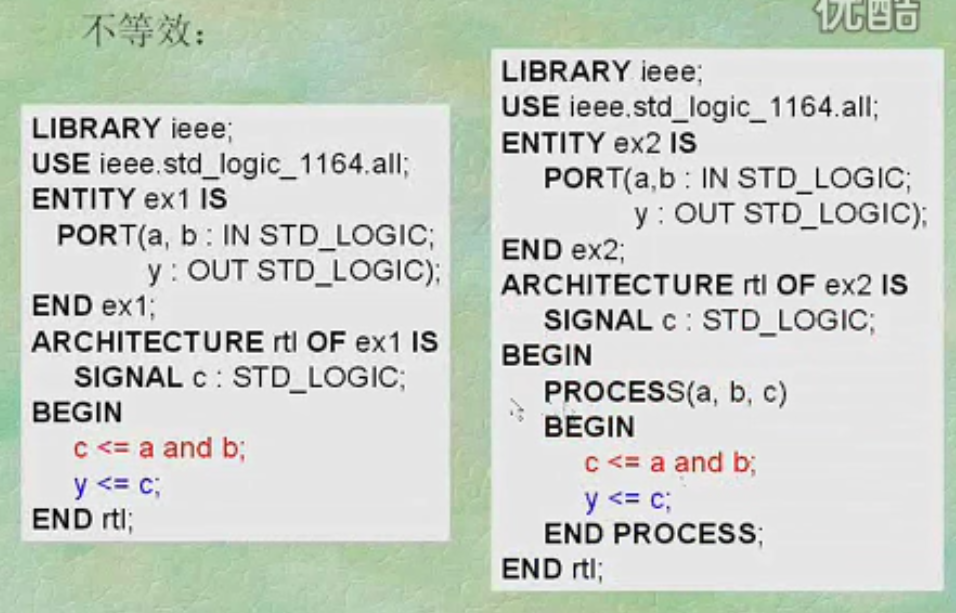 不等效：
优酷
LIBRARY ieee;
USE ieee.std_logic_1164.all;
ENTITY ex1 IS
PORT(a, b : IN STD_LOGIC;
y : OUT STD_LOGIC);
END ex1;
ARCHITECTURE rtl OF ex1 IS
SIGNAL c : STD_LOGIC;
BEGIN
c <= a and b;
y <= c;
END rtl;
LIBRARY ieee;
USE ieee.std_logic_1164.all;
ENTITY ex2 IS
PORT(a,b : IN STD_LOGIC;
y : OUT STD_LOGIC);
END ex2;
ARCHITECTURE rtl OF ex2 IS
SIGNAL c : STD_LOGIC;
BEGIN
PROCESS(a, b, c)
BEGIN
c <= a and b;
y <= c;
END PROCESS;
END rtl;